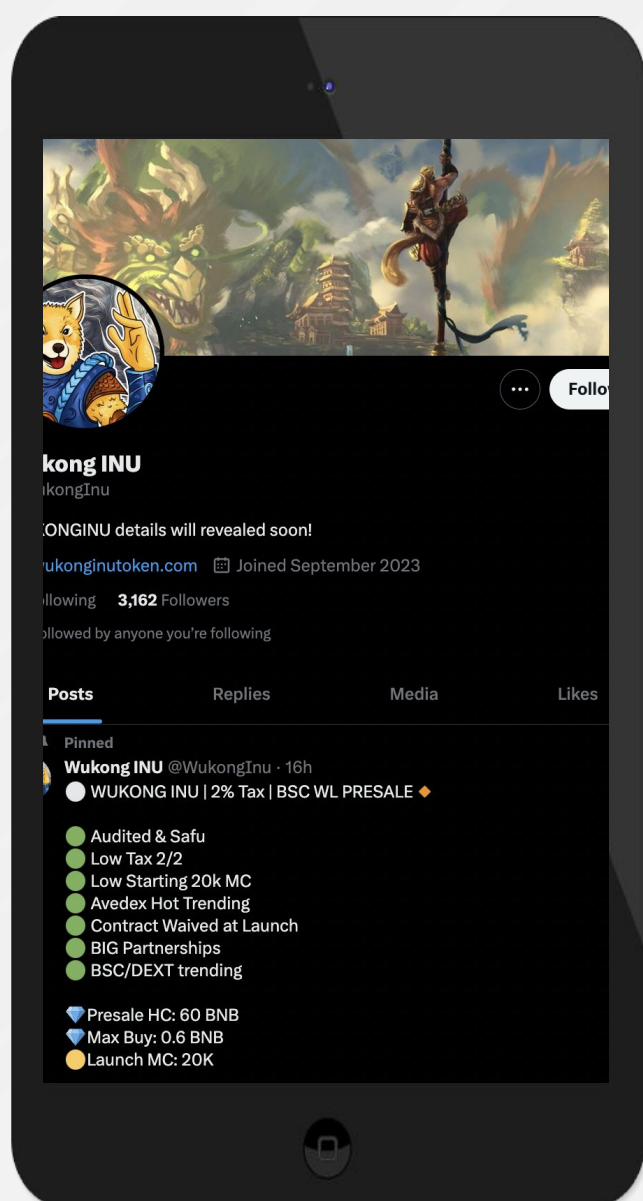 Follo
kong INU
kongInu
KONGINU details will revealed soon!
ukonginutoken.com Joined September 2023
llowing 3,162 Followers
ollowed by anyone you're following
Posts Replies Media Likes
Pinned
Wukong INU @WukongInu · 16h
WUKONG INU | 2% Tax | BSC WL PRESALE
Audited & Safu
Low Tax 2/2
Low Starting 20k MC
Avedex Hot Trending
Contract Waived at Launch
BIG Partnerships
BSC/DEXT trending
Presale HC: 60 BNB
Max Buy: 0.6 BNB
Launch MC: 20K